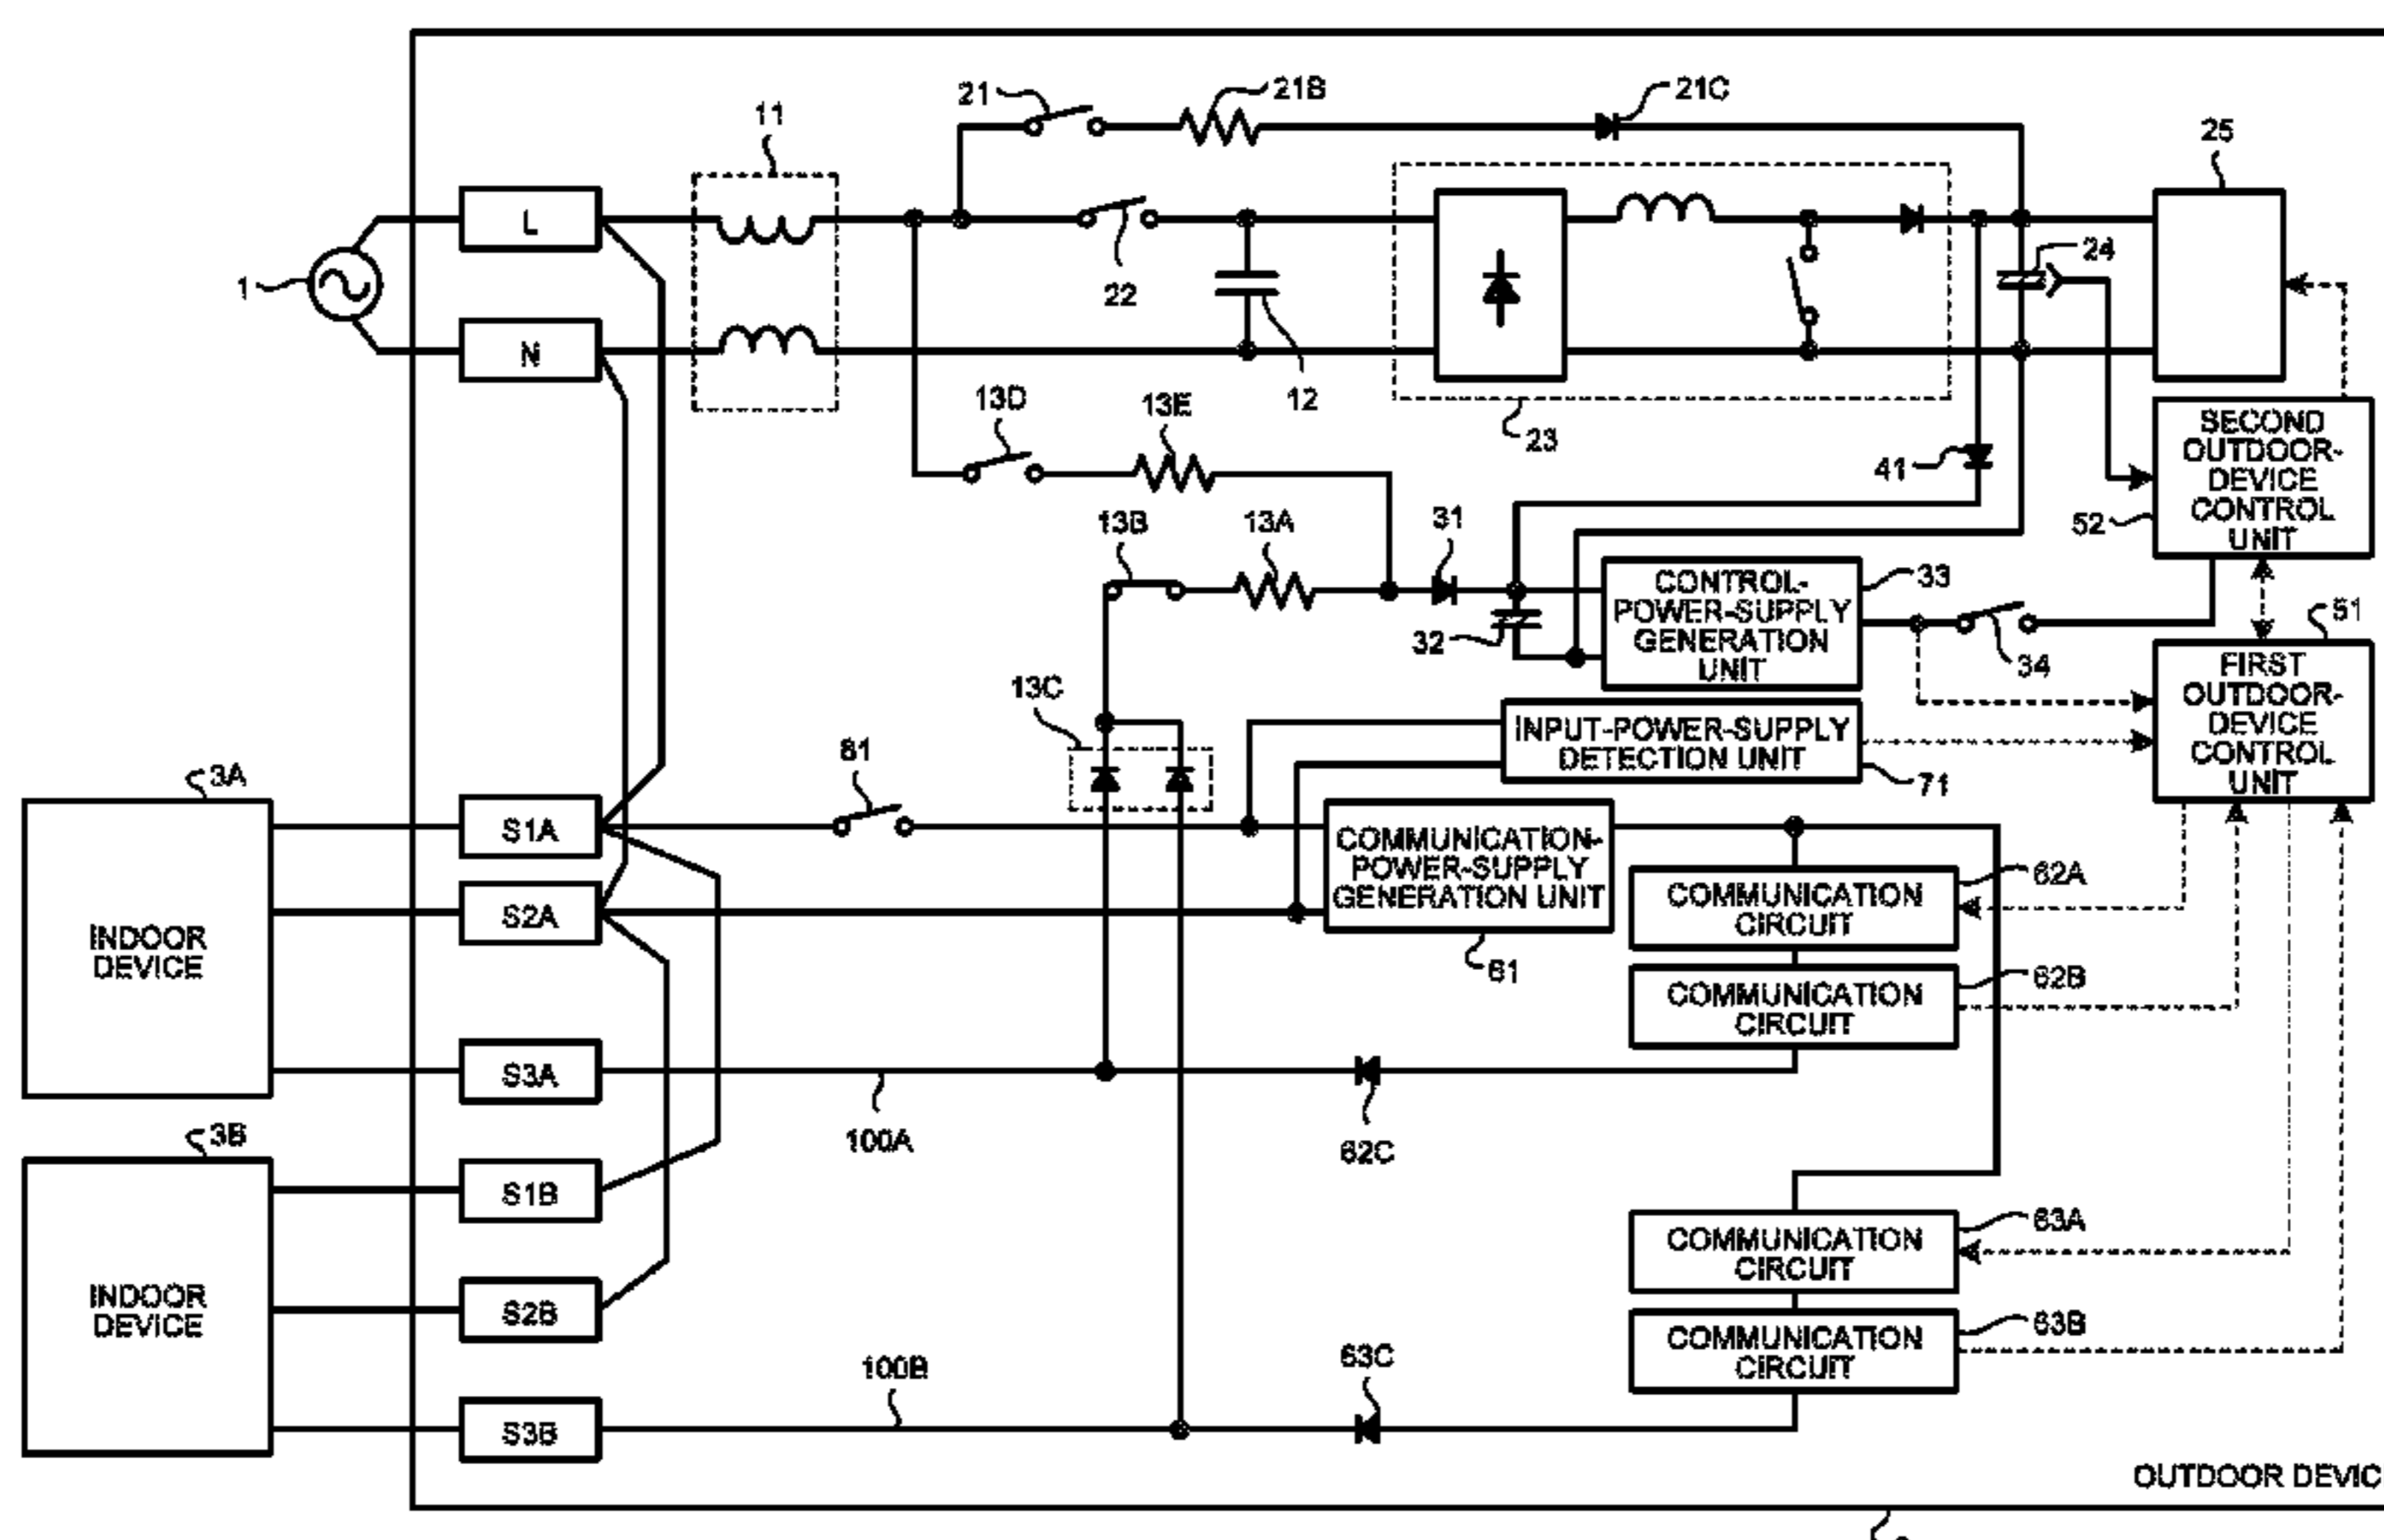 21
21B
21C
11
25
L
1
22
24
N
12
23
13D
13E
SECOND
OUTDOOR-
DEVICE
CONTROL
UNIT
41
52
13B
13A
31
CONTROL-
POWER-SUPPLY
GENERATION
UNIT
33
32
34
51
FIRST
OUTDOOR-
DEVICE
CONTROL
UNIT
13C
INPUT-POWER-SUPPLY
DETECTION UNIT
71
81
3A
INDOOR
DEVICE
S1A
S2A
S3A
COMMUNICATION-
POWER-SUPPLY
GENERATION UNIT
61
COMMUNICATION
CIRCUIT
62A
COMMUNICATION
CIRCUIT
62B
100A
62C
3B
INDOOR
DEVICE
S1B
S2B
S3B
COMMUNICATION
CIRCUIT
63A
COMMUNICATION
CIRCUIT
63B
100B
63C
OUTDOOR DEVIC